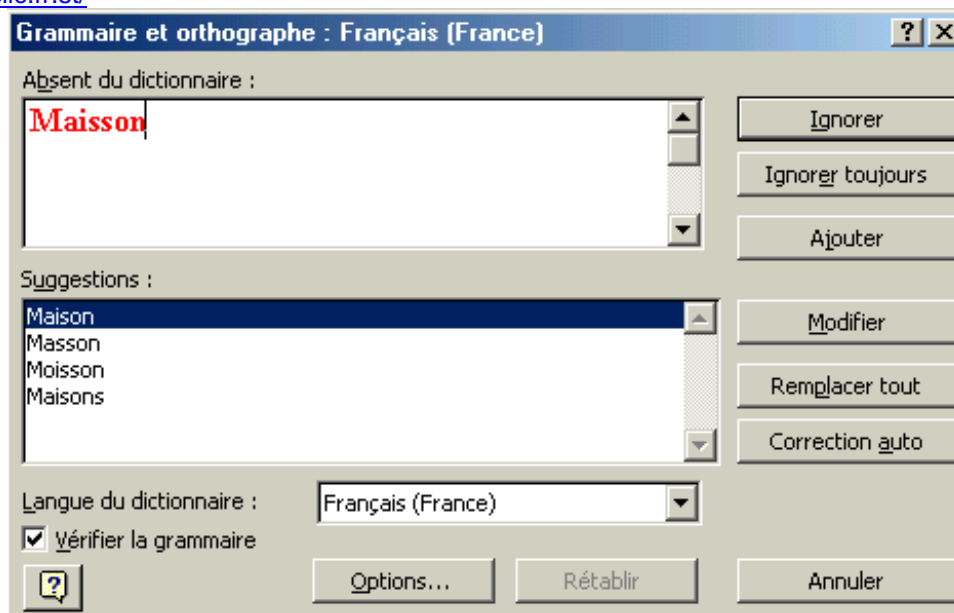 Grammaire et orthographe : Français (France)
Absent du dictionnaire :
Maisson
Ignorer
Ignorer toujours
Ajouter
Suggestions :
Maison
Masson
Moisson
Maisons
Modifier
Remplacer tout
Correction auto
Langue du dictionnaire :
Français (France)
Vérifier la grammaire
Options...
Rétablir
Annuler